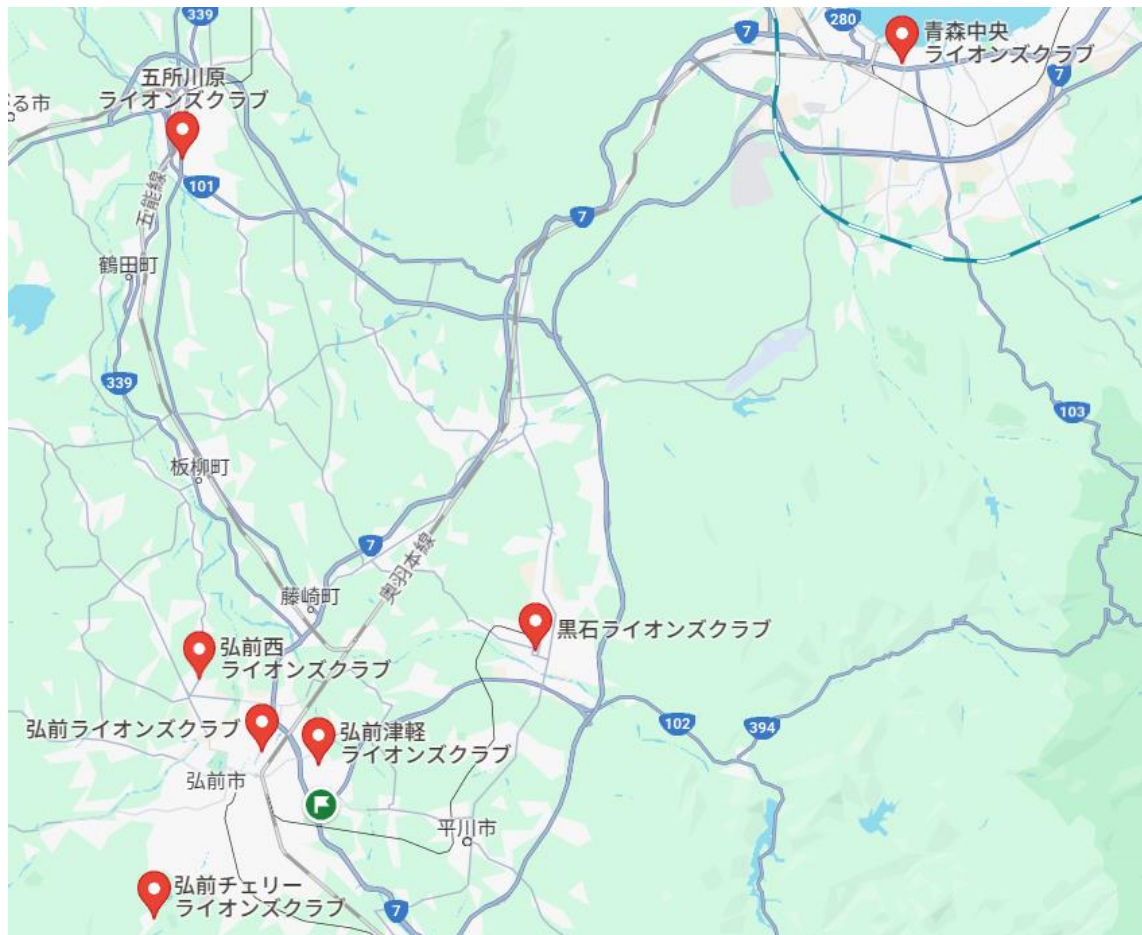 339
7
280
青森中央
ライオンズクラブ
五所川原
ライオンズクラブ
る市
7
101
五能線
7
鶴田町
339
103
板柳町
7
奥羽本線
藤崎町
黒石ライオンズクラブ
弘前西
ライオンズクラブ
弘前ライオンズクラブ
弘前津軽
ライオンズクラブ
102
394
弘前市
平川市
弘前チェリー
ライオンズクラブ
7